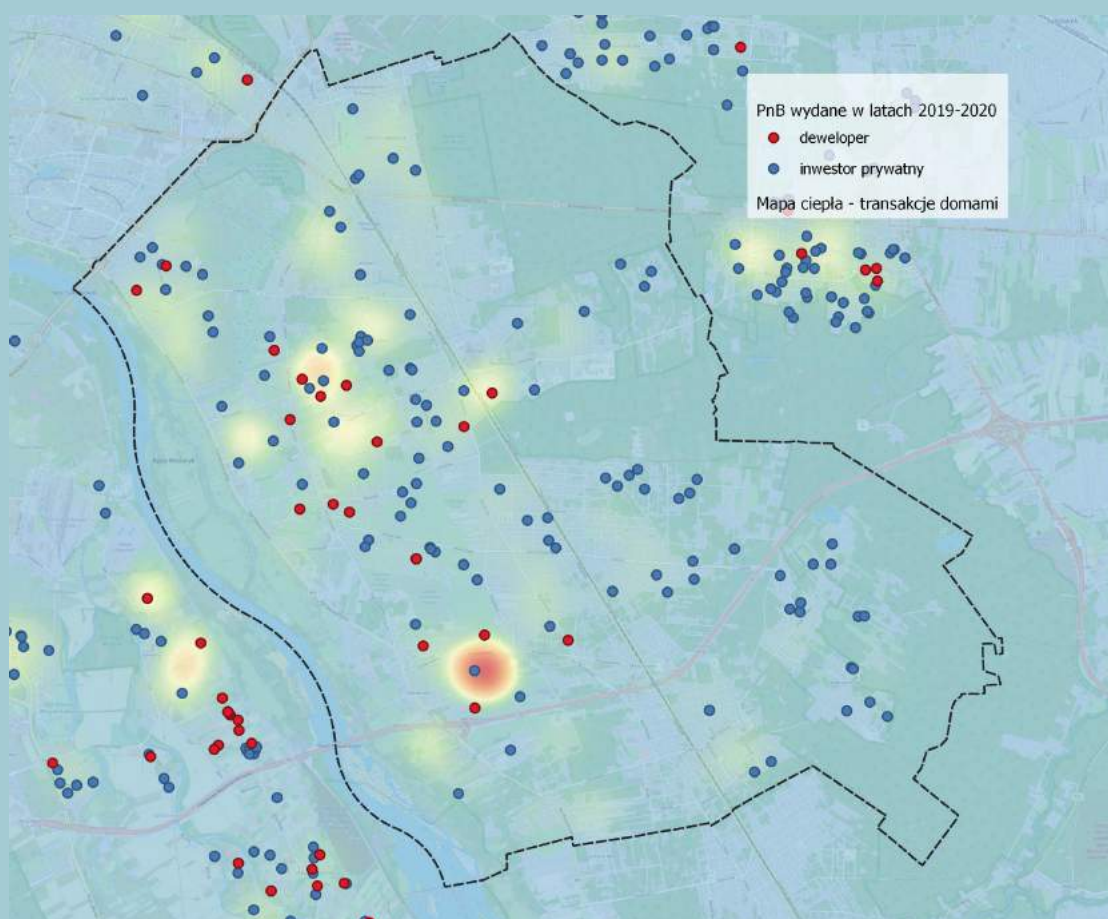 PnB wydane w latach 2019-2020
deweloper
inwestor prywatny
Mapa ciepła - transakcje domami